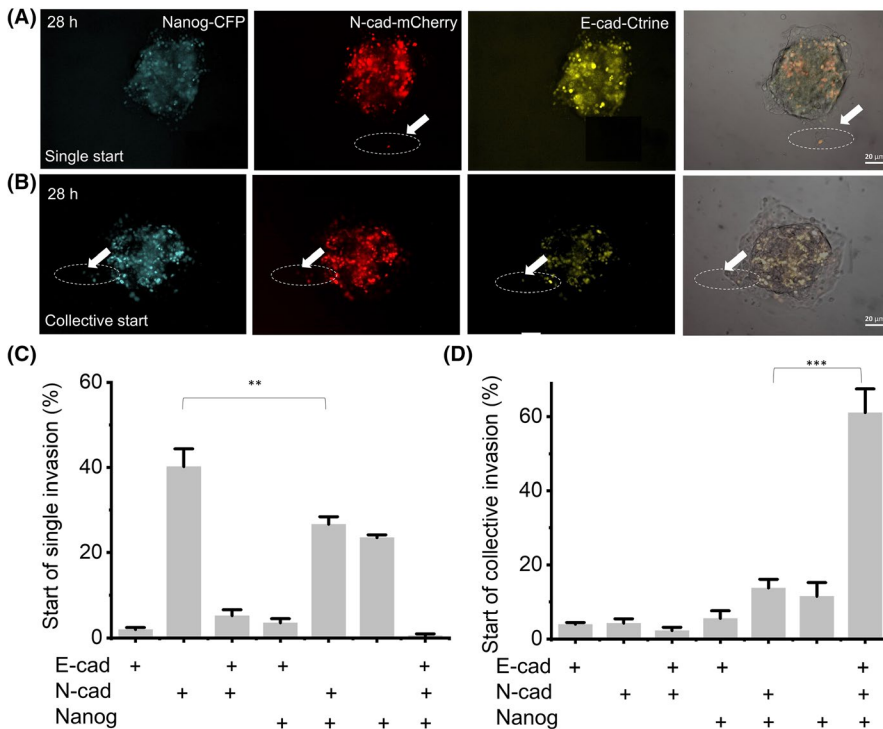 (A)
28 h
Nanog-CFP
N-cad-mCherry
E-cad-Ctrine
Single start
20 μm
(B)
28 h
Collective start
20 μm
(C)
Start of single invasion (%)
60
40
20
0
**
E-cad + + + +
N-cad + + + +
Nanog + + + +
(D)
Start of collective invasion (%)
60
40
20
10
0
***
E-cad + + + +
N-cad + + + +
Nanog + + + +